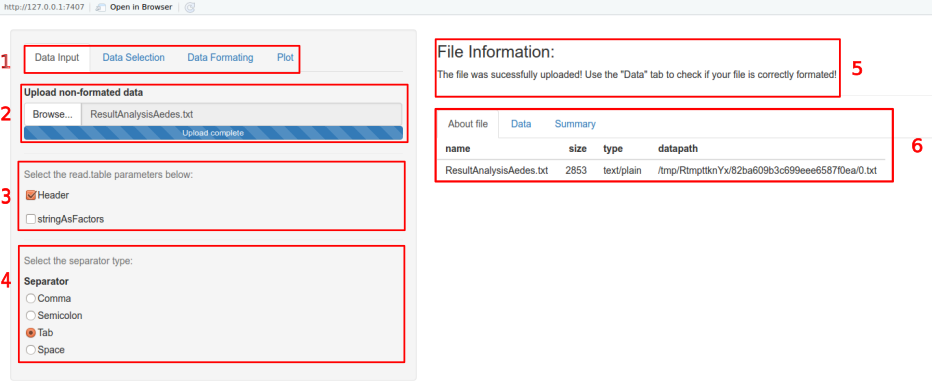 http://127.0.0.1:7407 Open in Browser
1 Data Input Data Selection Data Formating Plot
2 Upload non-formated data
Browse... ResultAnalysisAedes.txt
Upload complete
Select the read.table parameters below:
3 Header
stringAsFactors
Select the separator type:
4 Separator
Comma
Semicolon
Tab
Space
File Information:
5
The file was sucessfully uploaded! Use the "Data" tab to check if your file is correctly formated!
About file Data Summary
6
name size type datapath
ResultAnalysisAedes.txt 2853 text/plain /tmp/RtmpttknYx/82ba609b3c699eee6587f0ea/0.txt